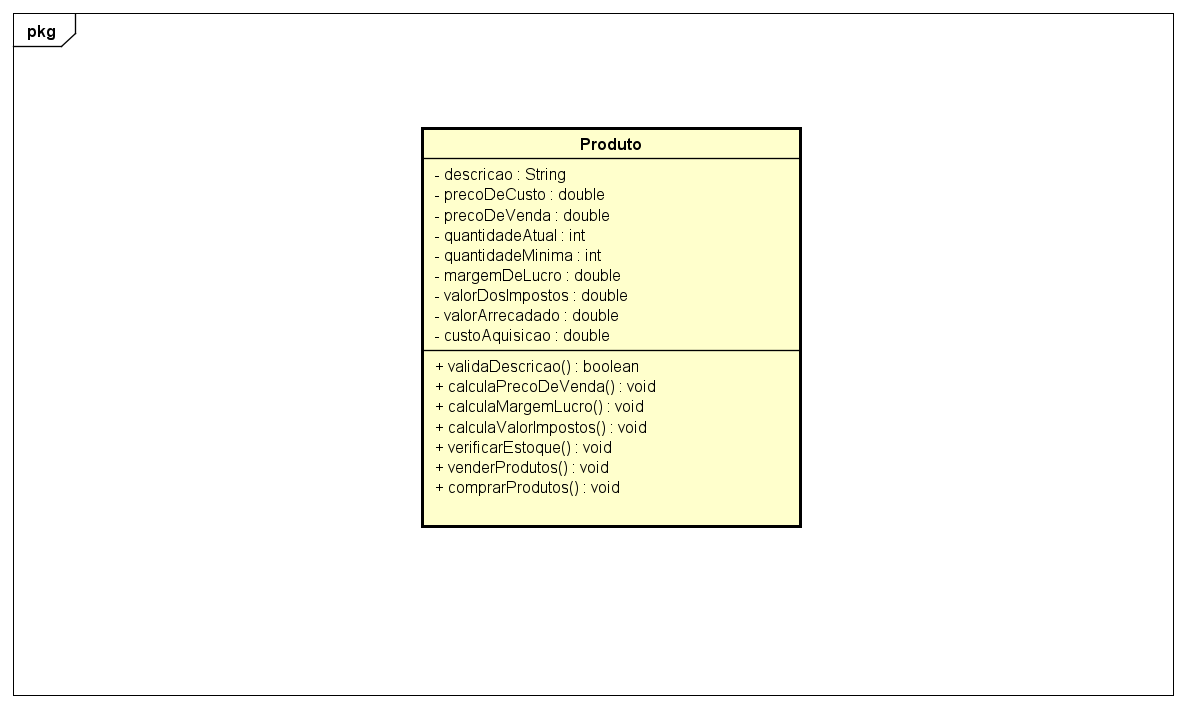 pkg
Produto
- descricao : String
- precoDeCusto : double
- precoDeVenda : double
- quantidadeAtual : int
- quantidadeMinima : int
- margemDeLucro : double
- valorDosImpostos : double
- valorArrecadado : double
- custoAquisicao : double
+ validaDescricao() : boolean
+ calculaPrecoDeVenda() : void
+ calculaMargemLucro() : void
+ calculaValorImpostos() : void
+ verificarEstoque() : void
+ venderProdutos() : void
+ comprarProdutos() : void